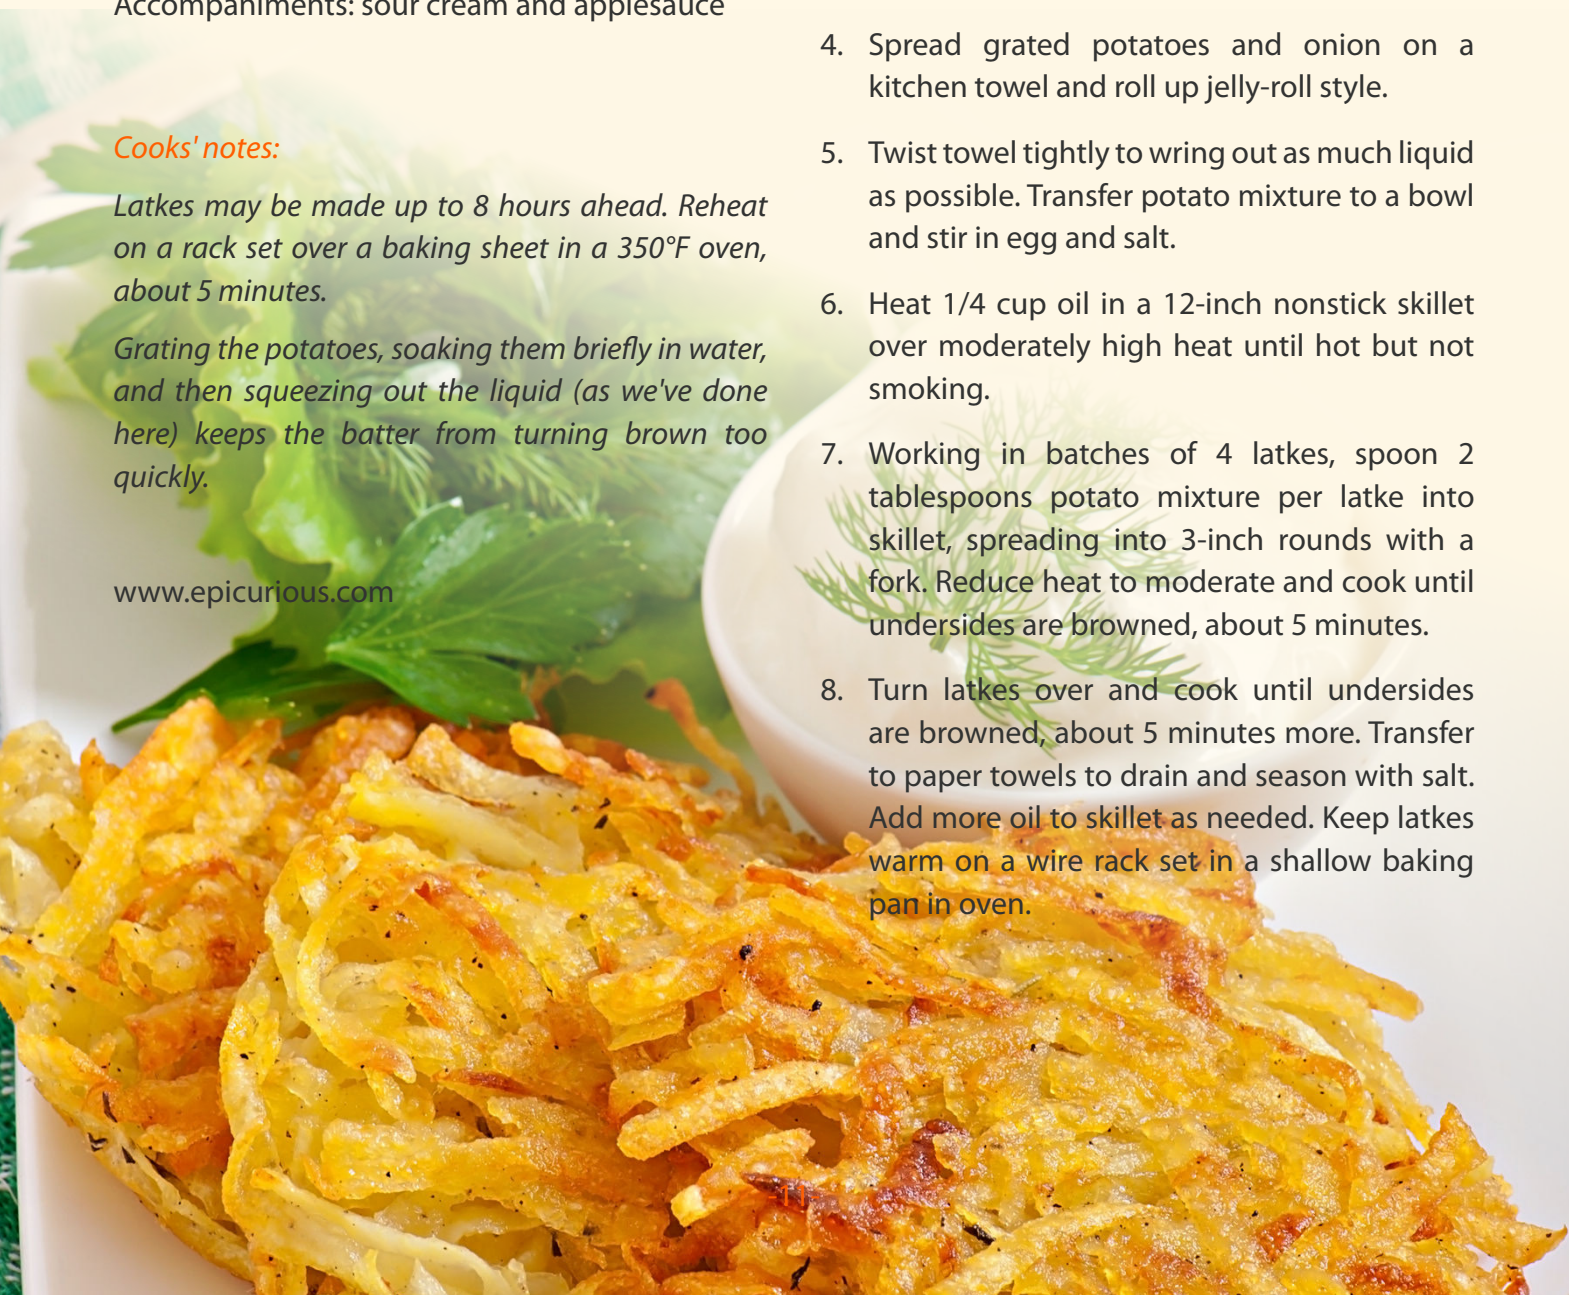 Accompaniments: sour cream and applesauce
Cooks' notes:
Latkes may be made up to 8 hours ahead. Reheat
on a rack set over a baking sheet in a 350°F oven,
about 5 minutes.
Grating the potatoes, soaking them briefly in water,
and then squeezing out the liquid (as we've done
here) keeps the batter from turning brown too
quickly.
www.epicurious.com
4. Spread grated potatoes and onion on a
kitchen towel and roll up jelly-roll style.
5. Twist towel tightly to wring out as much liquid
as possible. Transfer potato mixture to a bowl
and stir in egg and salt.
6. Heat 1/4 cup oil in a 12-inch nonstick skillet
over moderately high heat until hot but not
smoking.
7. Working in batches of 4 latkes, spoon 2
tablespoons potato mixture per latke into
skillet, spreading into 3-inch rounds with a
fork. Reduce heat to moderate and cook until
undersides are browned, about 5 minutes.
8. Turn latkes over and cook until undersides
are browned, about 5 minutes more. Transfer
to paper towels to drain and season with salt.
Add more oil to skillet as needed. Keep latkes
warm on a wire rack set in a shallow baking
pan in oven.